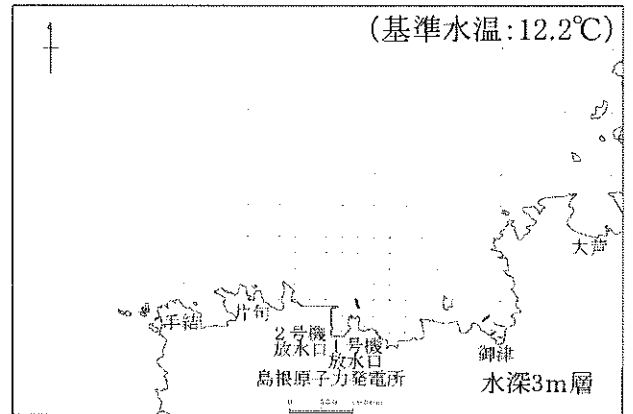 (基準水温:12.2℃)
大芦
手結
片句
2号機
放水口
1号機
放水口
御津
島根原子力発電所
水深3m層
0